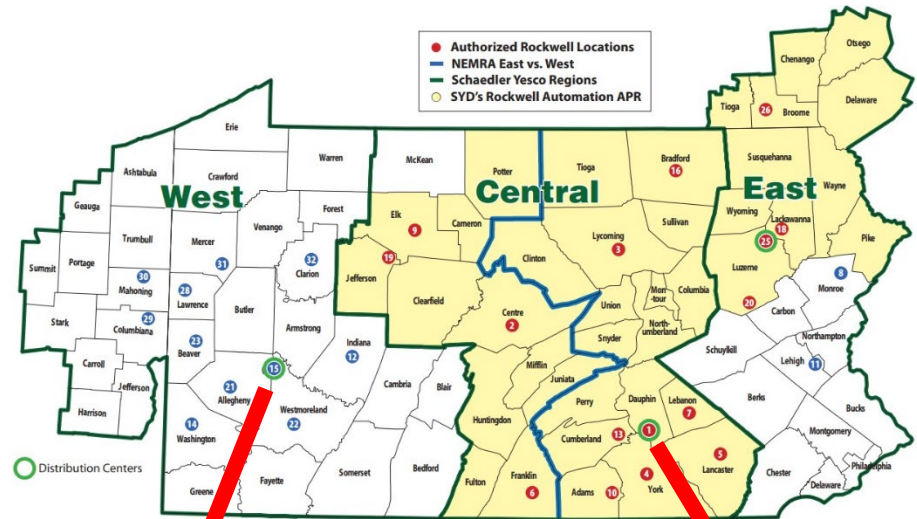 Authorized Rockwell Locations
NEMRA East vs. West
Schaedler Yesco Regions
SYD's Rockwell Automation APR
West
Central
East
Otsego
Chenango
Delaware
Tioga
26
Broome
Erie
Warren
McKean
Potter
Tioga
Bradford
16
Susquehanna
Wayne
Ashtabula
Crawford
Geauga
Forest
Elk
9
Cameron
Sullivan
Wyoming
Lackawanna
18
25
Pike
Trumbull
Mercer
Venango
Lycoming
3
Clinton
Summit
Portage
30
Mahoning
31
32
Clarion
19
Jefferson
Luzerne
20
8
Monroe
28
Lawrence
Butler
Clearfield
Centre
2
Union
Mon-
tour
Columbia
Carbon
Stark
29
Columbiana
Armstrong
North-
umberland
Snyder
Northampton
23
Beaver
Indiana
12
Schuylkill
Lehigh
11
Carroll
Jefferson
15
Mifflin
Juniata
21
Allegheny
Cambria
Blair
Dauphin
Lebanon
7
Berks
Bucks
Harrison
Westmoreland
22
Huntingdon
Perry
1
14
Washington
Cumberland
13
Montgomery
5
Lancaster
Philadelphia
Distribution Centers
Greene
Fayette
Somerset
Bedford
Fulton
Franklin
6
Adams
10
4
York
Chester
Delaware